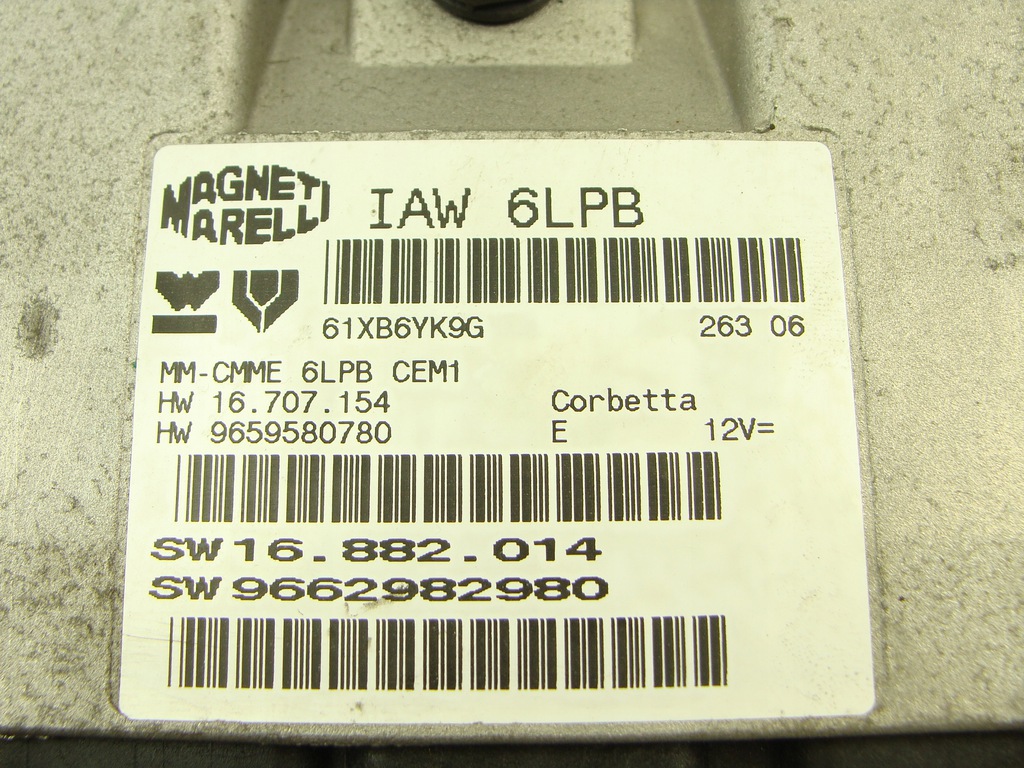 MAGNETI
MARELLI
IAW 6LPB
61XB6YK9G 263 06
MM-CMME 6LPB CEM1
HW 16.707.154 Corbetta
HW 9659580780 E 12V=
SW 16.882.014
SW 9662982980